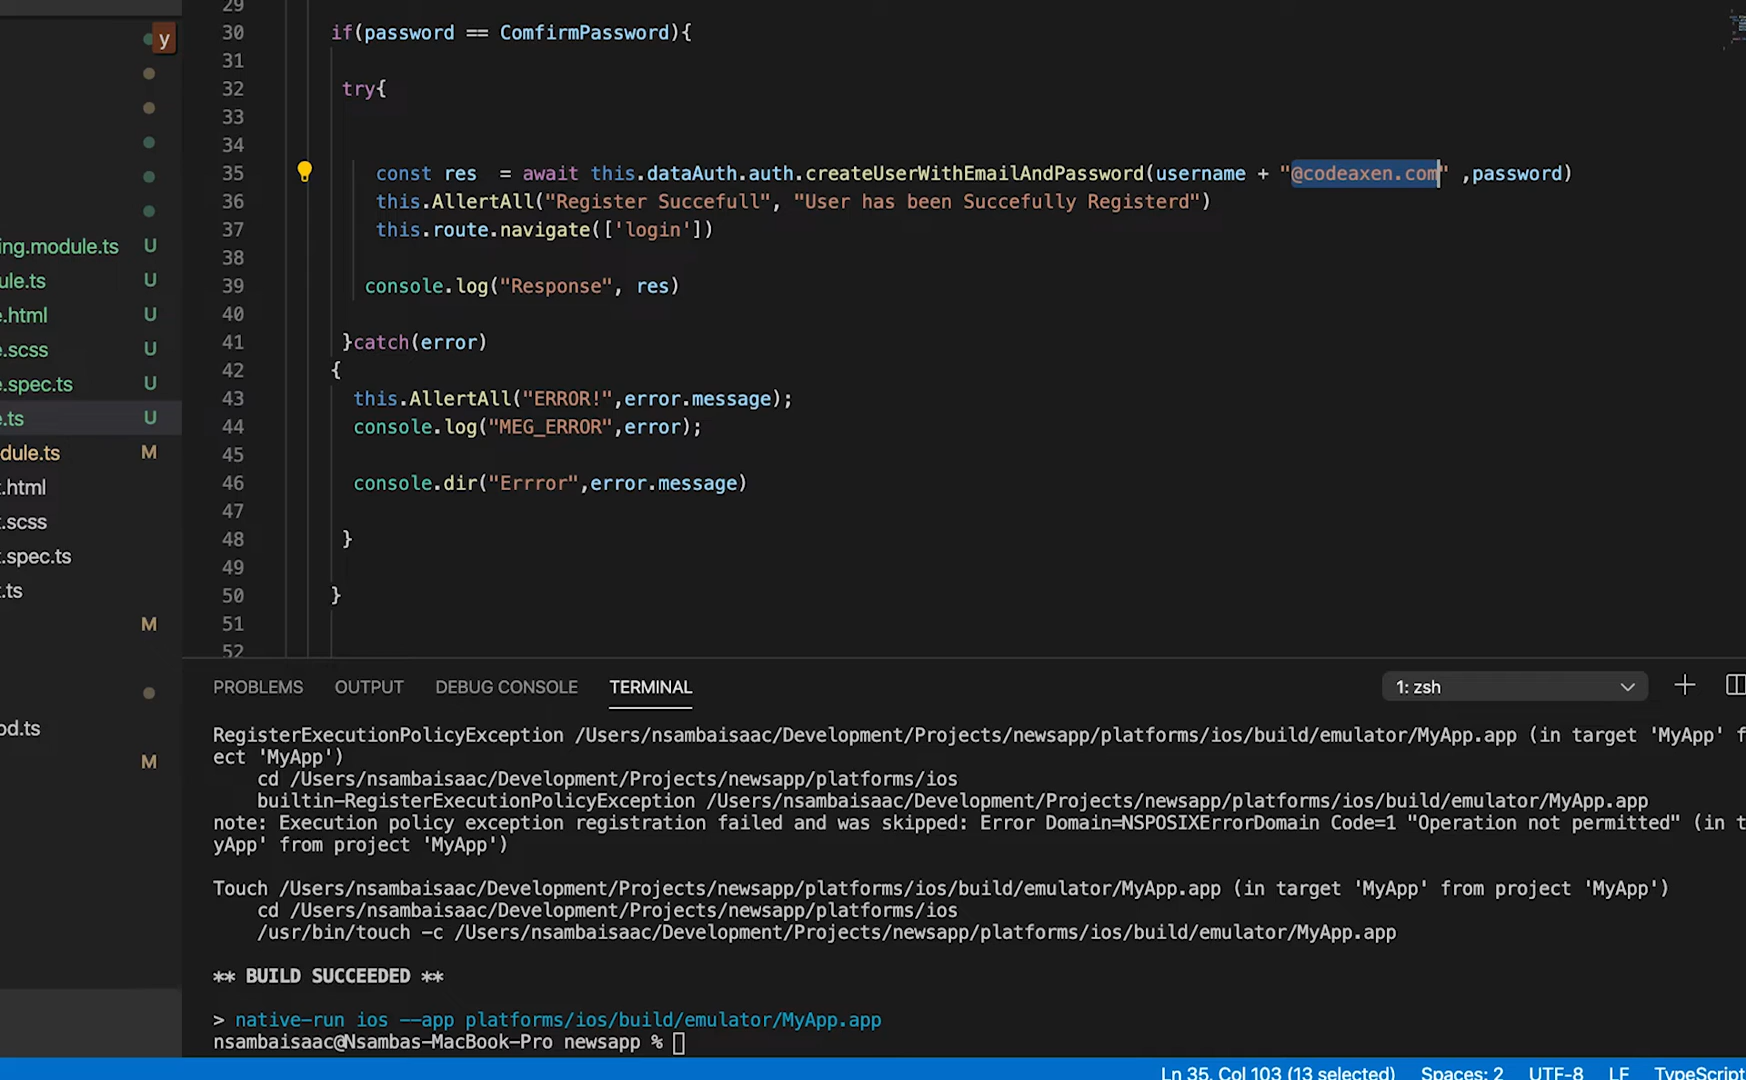 y
29
30 if(password == ComfirmPassword){
31
32 try{
33
34
35 const res = await this.dataAuth.auth.createUserWithEmailAndPassword(username + "@codeaxen.com" ,password)
36 this.AllertAll("Register Succefull", "User has been Succefully Registerd")
37 this.route.navigate(['login'])
38
39 console.log("Response", res)
40
41 }catch(error)
42 {
43 this.AllertAll("ERROR!",error.message);
44 console.log("MEG_ERROR",error);
45
46 console.dir("Errror",error.message)
47
48 }
49
50 }
51
52
ing.module.ts U
ule.ts U
e.html U
e.scss U
e.spec.ts U
e.ts U
dule.ts M
t.html
t.scss
t.spec.ts
t.ts
M
od.ts
M
PROBLEMS OUTPUT DEBUG CONSOLE TERMINAL 1: zsh
RegisterExecutionPolicyException /Users/nsambaisaac/Development/Projects/newsapp/platforms/ios/build/emulator/MyApp.app (in target 'MyApp' f
ect 'MyApp')
cd /Users/nsambaisaac/Development/Projects/newsapp/platforms/ios
builtin-RegisterExecutionPolicyException /Users/nsambaisaac/Development/Projects/newsapp/platforms/ios/build/emulator/MyApp.app
note: Execution policy exception registration failed and was skipped: Error Domain=NSPOSIXErrorDomain Code=1 "Operation not permitted" (in t
yApp' from project 'MyApp')
Touch /Users/nsambaisaac/Development/Projects/newsapp/platforms/ios/build/emulator/MyApp.app (in target 'MyApp' from project 'MyApp')
cd /Users/nsambaisaac/Development/Projects/newsapp/platforms/ios
/usr/bin/touch -c /Users/nsambaisaac/Development/Projects/newsapp/platforms/ios/build/emulator/MyApp.app
** BUILD SUCCEEDED **
> native-run ios --app platforms/ios/build/emulator/MyApp.app
nsambaisaac@Nsambas-MacBook-Pro newsapp %
Ln 35, Col 103 (13 selected) Spaces: 2 UTF-8 LF TypeScript